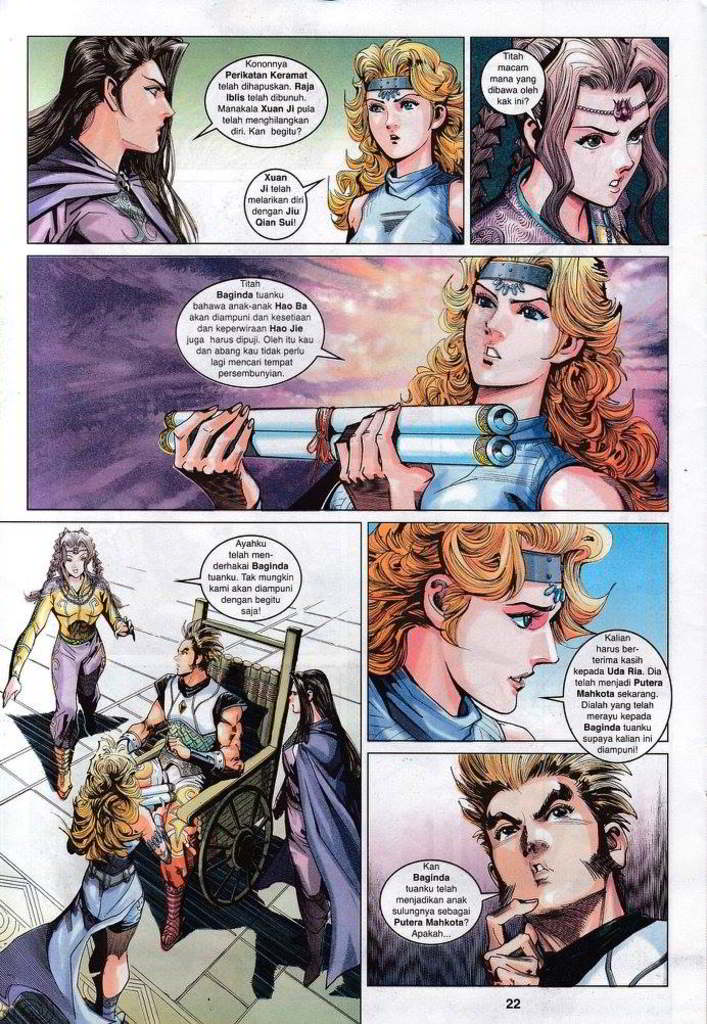 Kononnya
Perikatan Keramat
telah dihapuskan. Raja
Iblis telah dibunuh.
Manakala Xuan Ji pula
telah menghilangkan
diri. Kan begitu?
Xuan
Ji telah
melarikan diri
dengan Jiu
Qian Sui!
Titah
macam
mana yang
dibawa oleh
kak ini?
Titah
Baginda tuanku
bahawa anak-anak Hao Ba
akan diampuni dan kesetiaan
dan keperwiraan Hao Jie
juga harus dipuji. Oleh itu kau
dan abang kau tidak perlu
lagi mencari tempat
persembunyian.
Ayahku
telah men-
derhakai Baginda
tuanku. Tak mungkin
kami akan diampuni
dengan begitu
saja!
Kalian
harus ber-
terima kasih
kepada Uda Ria. Dia
telah menjadi Putera
Mahkota sekarang.
Dialah yang telah
merayu kepada
Baginda tuanku
supaya kalian ini
diampuni!
Kan
Baginda
tuanku telah
menjadikan anak
sulungnya sebagai
Putera Mahkota?
Apakah...
22